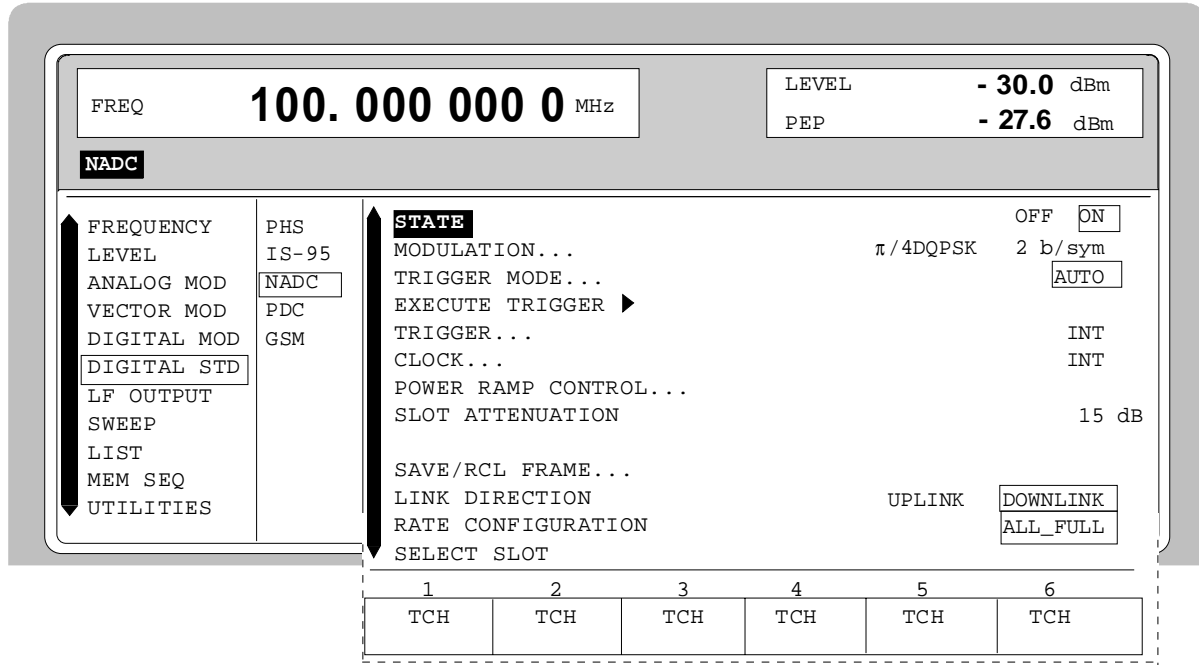 FREQ 100. 000 000 0 MHz
LEVEL - 30.0 dBm
PEP - 27.6 dBm
NADC
FREQUENCY
LEVEL
ANALOG MOD
VECTOR MOD
DIGITAL MOD
DIGITAL STD
LF OUTPUT
SWEEP
LIST
MEM SEQ
UTILITIES
PHS
IS-95
NADC
PDC
GSM
STATE OFF ON
MODULATION... π/4DQPSK 2 b/sym
TRIGGER MODE... AUTO
EXECUTE TRIGGER ▶
TRIGGER... INT
CLOCK... INT
POWER RAMP CONTROL...
SLOT ATTENUATION 15 dB
SAVE/RCL FRAME...
LINK DIRECTION UPLINK DOWNLINK
RATE CONFIGURATION ALL_FULL
SELECT SLOT
1 2 3 4 5 6
TCH TCH TCH TCH TCH TCH